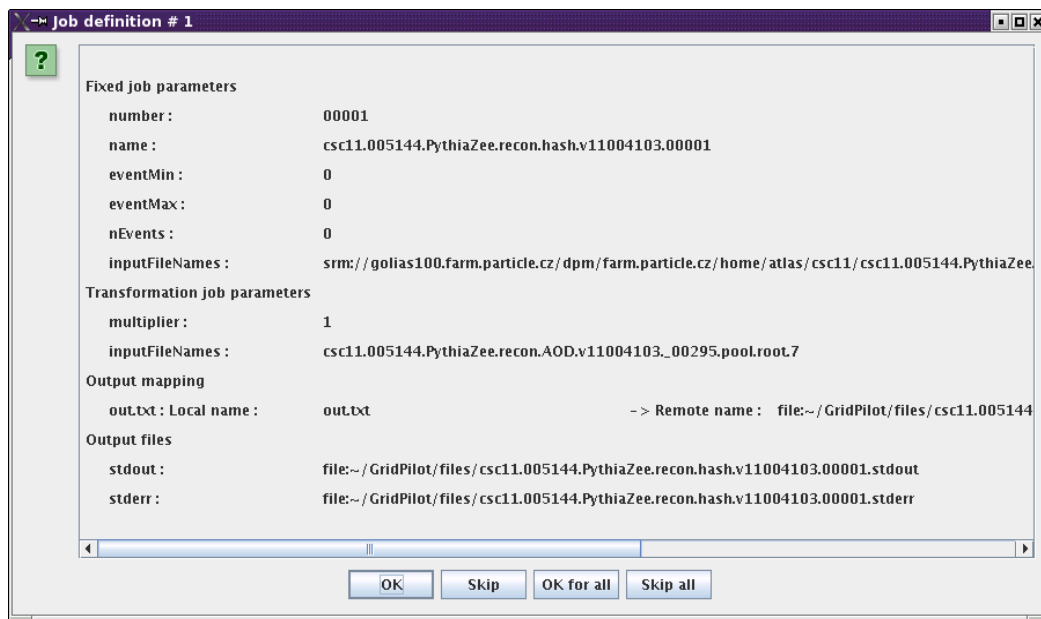 Job definition # 1
?
Fixed job parameters
number : 00001
name : csc11.005144.PythiaZee.recon.hash.v11004103.00001
eventMin : 0
eventMax : 0
nEvents : 0
inputFileNames : srm://golias100.farm.particle.cz/dpm/farm.particle.cz/home/atlas/csc11/csc11.005144.PythiaZee.
Transformation job parameters
multiplier : 1
inputFileNames : csc11.005144.PythiaZee.recon.AOD.v11004103._00295.pool.root.7
Output mapping
out.txt : Local name : out.txt -> Remote name : file:~/GridPilot/files/csc11.005144
Output files
stdout : file:~/GridPilot/files/csc11.005144.PythiaZee.recon.hash.v11004103.00001.stdout
stderr : file:~/GridPilot/files/csc11.005144.PythiaZee.recon.hash.v11004103.00001.stderr
OK Skip OK for all Skip all